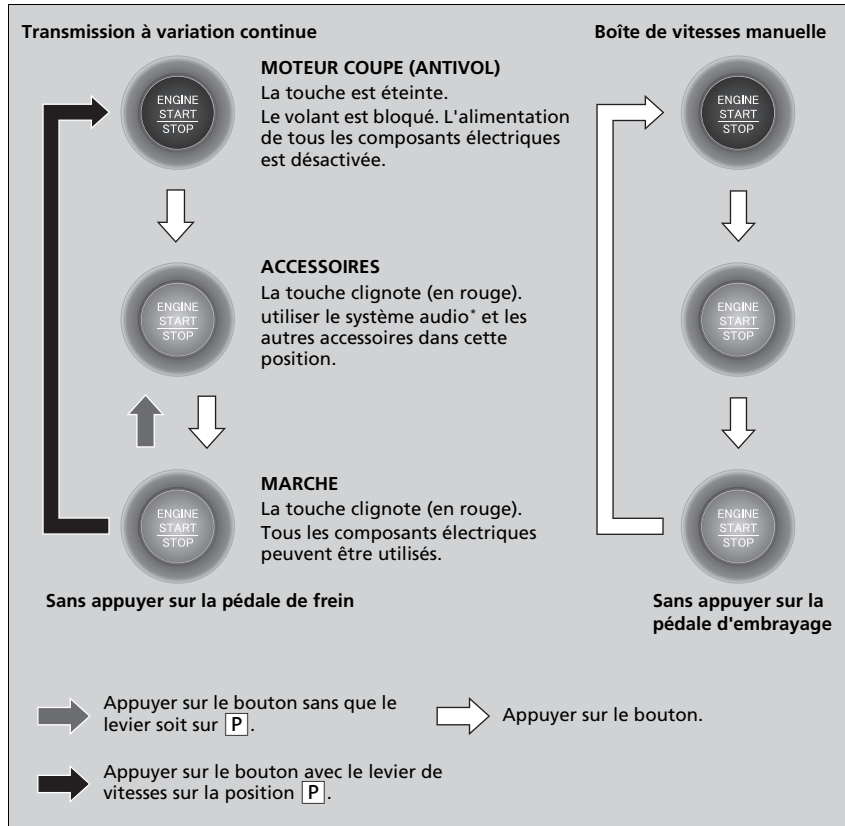 Transmission à variation continue
Boîte de vitesses manuelle
ENGINE
START
STOP
MOTEUR COUPE (ANTIVOL)
La touche est éteinte.
Le volant est bloqué. L'alimentation
de tous les composants électriques
est désactivée.
ENGINE
START
STOP
ENGINE
START
STOP
ACCESSOIRES
La touche clignote (en rouge).
utiliser le système audio* et les
autres accessoires dans cette
position.
ENGINE
START
STOP
ENGINE
START
STOP
MARCHE
La touche clignote (en rouge).
Tous les composants électriques
peuvent être utilisés.
ENGINE
START
STOP
Sans appuyer sur la pédale de frein
Sans appuyer sur la
pédale d'embrayage
Appuyer sur le bouton sans que le
levier soit sur P.
Appuyer sur le bouton.
Appuyer sur le bouton avec le levier de
vitesses sur la position P.